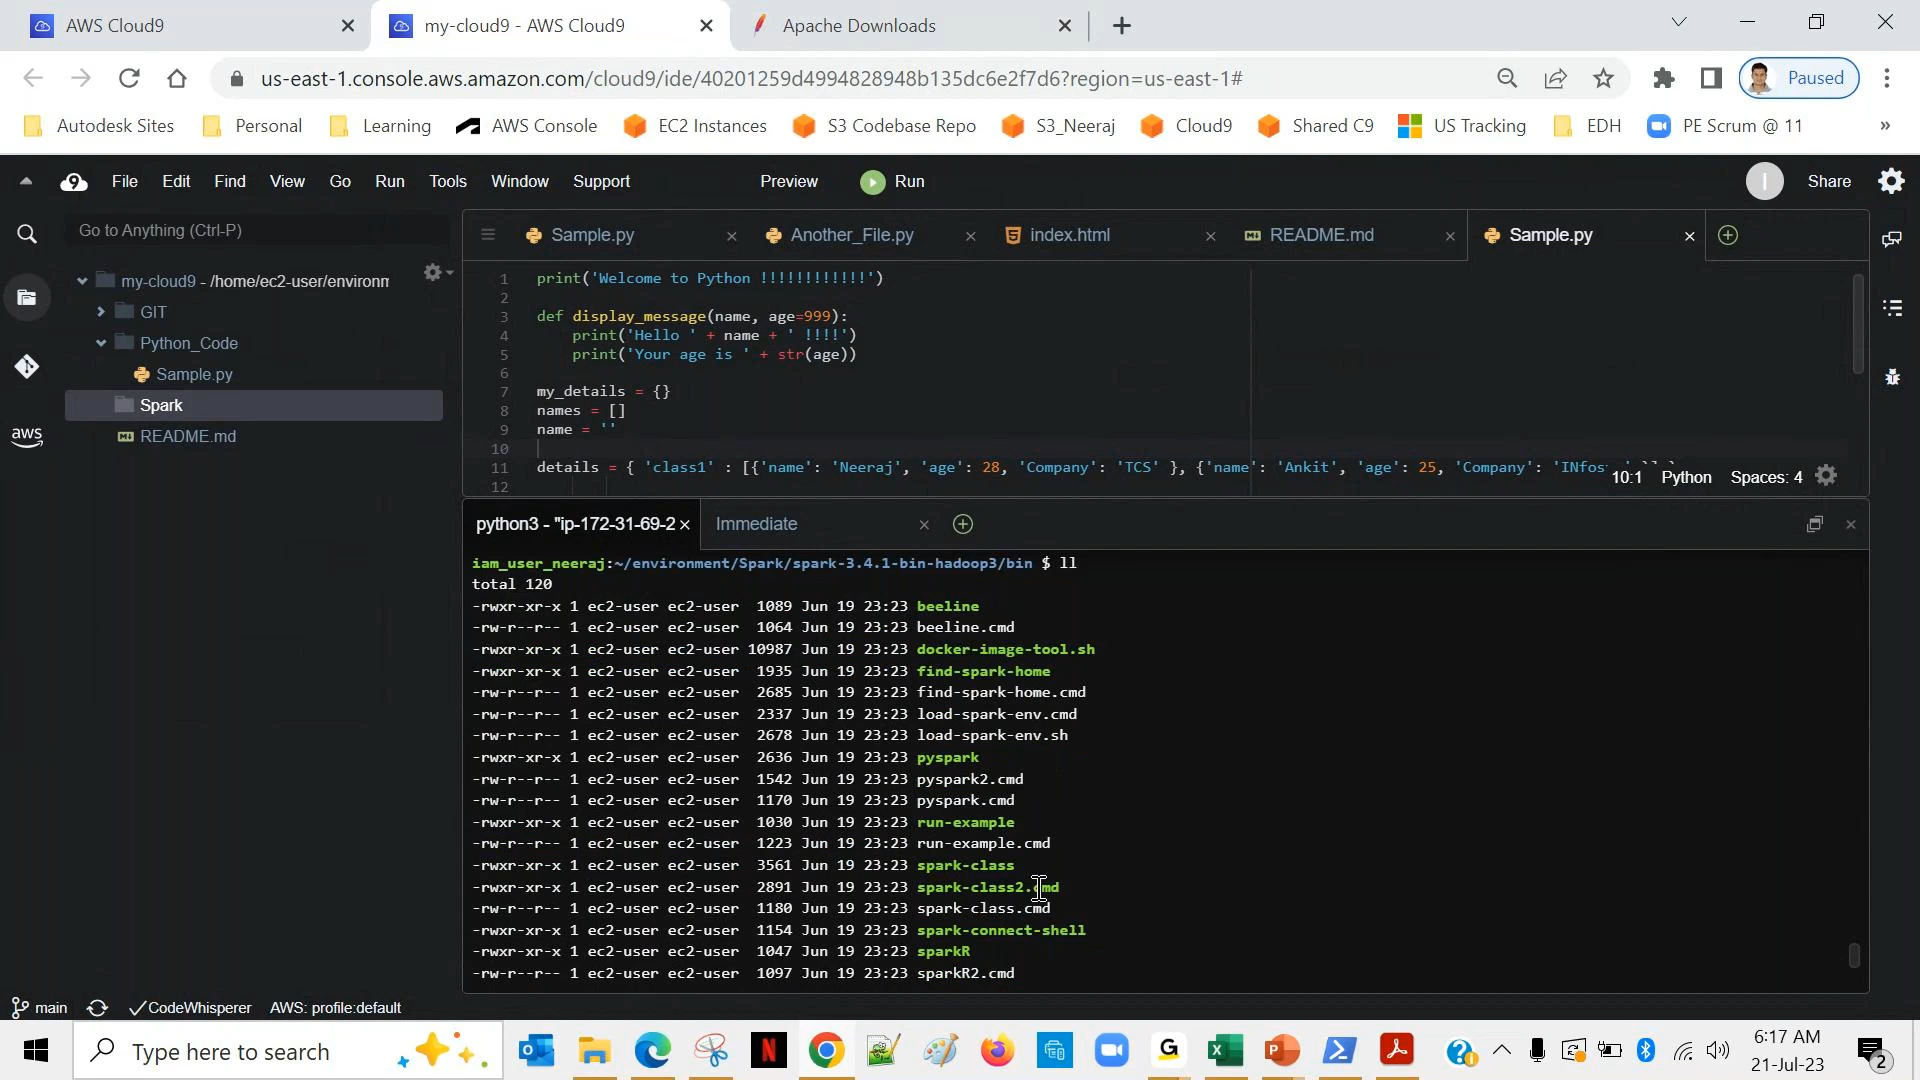 AWS Cloud9
my-cloud9 - AWS Cloud9
Apache Downloads
us-east-1.console.aws.amazon.com/cloud9/ide/40201259d4994828948b135dc6e2f7d6?region=us-east-1#
Paused
Autodesk Sites
Personal
Learning
AWS Console
EC2 Instances
S3 Codebase Repo
S3_Neeraj
Cloud9
Shared C9
US Tracking
EDH
PE Scrum @ 11
»
9 File Edit Find View Go Run Tools Window Support Preview Run I Share
Go to Anything (Ctrl-P)
Sample.py
Another_File.py
index.html
README.md
Sample.py
my-cloud9 - /home/ec2-user/environm
GIT
Python_Code
Sample.py
Spark
README.md
aws
1 print('Welcome to Python !!!!!!!!!!!!')
2
3 def display_message(name, age=999):
4 print('Hello ' + name + ' !!!!')
5 print('Your age is ' + str(age))
6
7 my_details = {}
8 names = []
9 name = ''
10
11 details = { 'class1' : [{'name': 'Neeraj', 'age': 28, 'Company': 'TCS' }, {'name': 'Ankit', 'age': 25, 'Company': 'INfos
12
10:1 Python Spaces: 4
python3 - "ip-172-31-69-2
Immediate
iam_user_neeraj:~/environment/Spark/spark-3.4.1-bin-hadoop3/bin $ ll
total 120
-rwxr-xr-x 1 ec2-user ec2-user 1089 Jun 19 23:23 beeline
-rw-r--r-- 1 ec2-user ec2-user 1064 Jun 19 23:23 beeline.cmd
-rwxr-xr-x 1 ec2-user ec2-user 10987 Jun 19 23:23 docker-image-tool.sh
-rwxr-xr-x 1 ec2-user ec2-user 1935 Jun 19 23:23 find-spark-home
-rw-r--r-- 1 ec2-user ec2-user 2685 Jun 19 23:23 find-spark-home.cmd
-rw-r--r-- 1 ec2-user ec2-user 2337 Jun 19 23:23 load-spark-env.cmd
-rw-r--r-- 1 ec2-user ec2-user 2678 Jun 19 23:23 load-spark-env.sh
-rwxr-xr-x 1 ec2-user ec2-user 2636 Jun 19 23:23 pyspark
-rw-r--r-- 1 ec2-user ec2-user 1542 Jun 19 23:23 pyspark2.cmd
-rw-r--r-- 1 ec2-user ec2-user 1170 Jun 19 23:23 pyspark.cmd
-rwxr-xr-x 1 ec2-user ec2-user 1030 Jun 19 23:23 run-example
-rw-r--r-- 1 ec2-user ec2-user 1223 Jun 19 23:23 run-example.cmd
-rwxr-xr-x 1 ec2-user ec2-user 3561 Jun 19 23:23 spark-class
-rwxr-xr-x 1 ec2-user ec2-user 2891 Jun 19 23:23 spark-class2.cmd
-rw-r--r-- 1 ec2-user ec2-user 1180 Jun 19 23:23 spark-class.cmd
-rwxr-xr-x 1 ec2-user ec2-user 1154 Jun 19 23:23 spark-connect-shell
-rwxr-xr-x 1 ec2-user ec2-user 1047 Jun 19 23:23 sparkR
-rw-r--r-- 1 ec2-user ec2-user 1097 Jun 19 23:23 sparkR2.cmd
main
CodeWhisperer
AWS: profile:default
Type here to search
6:17 AM
21-Jul-23
2